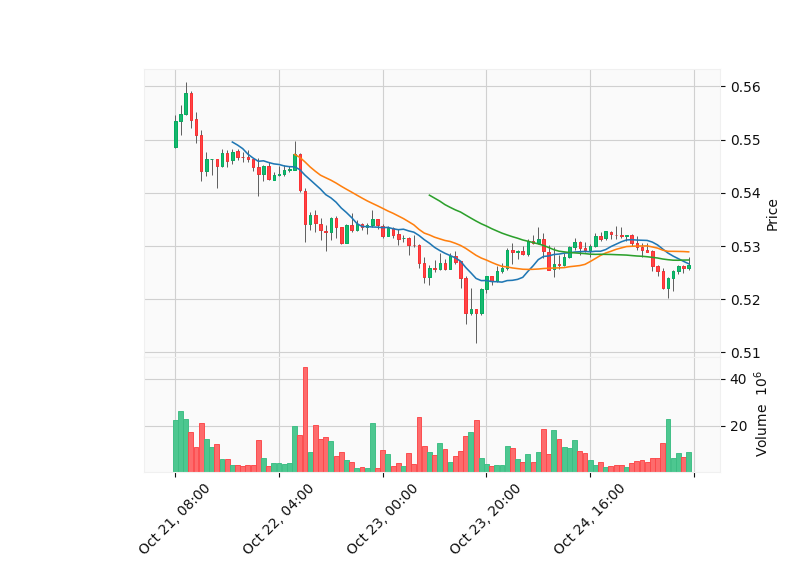 0.56
0.55
0.54
0.53
0.52
0.51
Price
40
20
Volume 10^6
Oct 21, 08:00
Oct 22, 04:00
Oct 23, 00:00
Oct 23, 20:00
Oct 24, 16:00